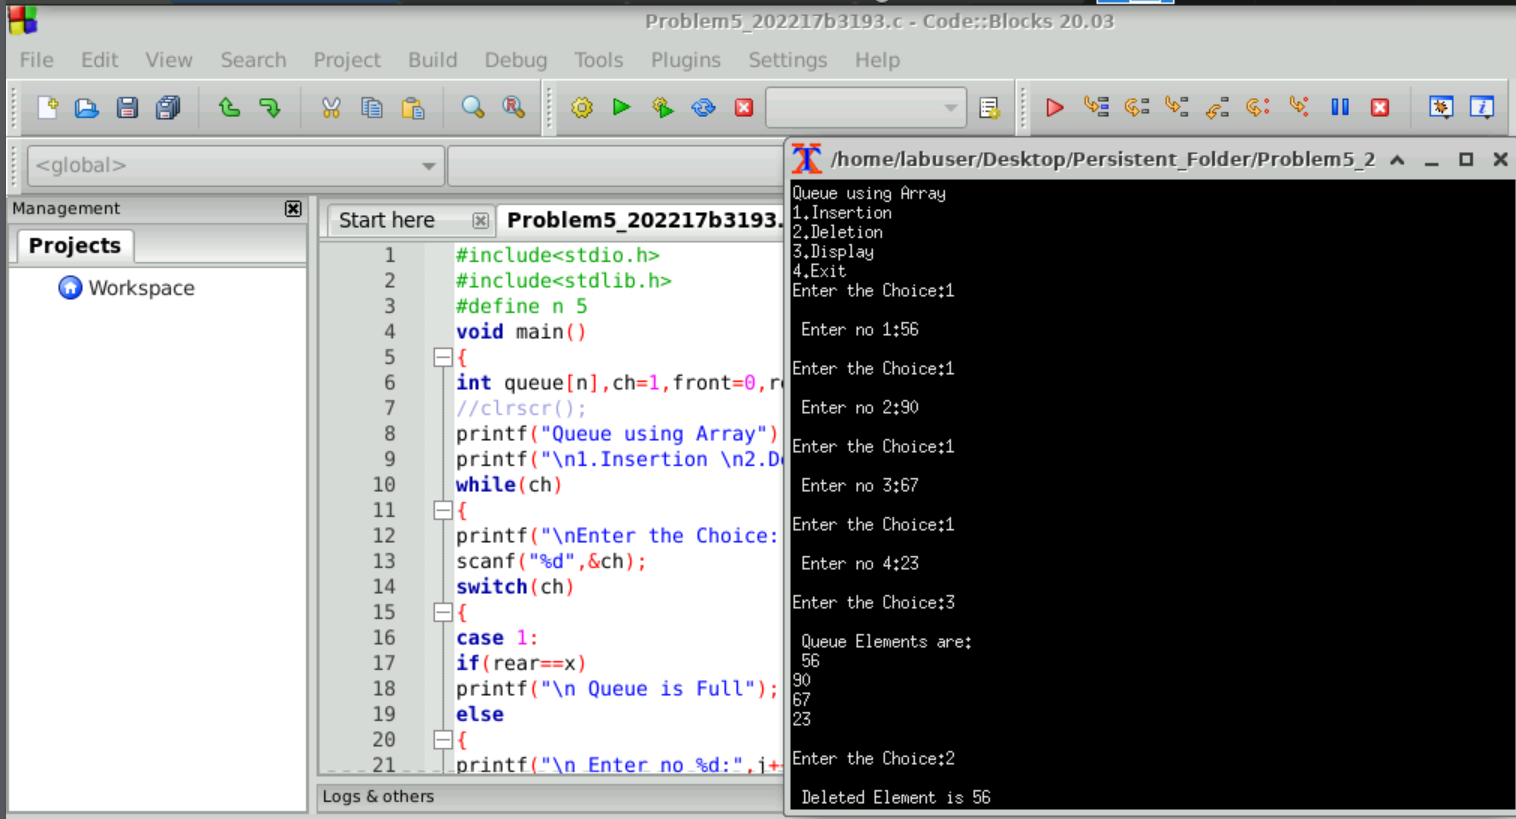 Problem5_202217b3193.c - Code::Blocks 20.03
File Edit View Search Project Build Debug Tools Plugins Settings Help
<global>
Management
Projects
Workspace
Start here
Problem5_202217b3193.
1 #include<stdio.h>
2 #include<stdlib.h>
3 #define n 5
4 void main()
5 {
6 int queue[n],ch=1,front=0,r
7 //clrscr();
8 printf("Queue using Array")
9 printf("\n1.Insertion \n2.D
10 while(ch)
11 {
12 printf("\nEnter the Choice:
13 scanf("%d",&ch);
14 switch(ch)
15 {
16 case 1:
17 if(rear==x)
18 printf("\n Queue is Full");
19 else
20 {
21 printf("\n Enter no %d:",j+
Logs & others
/home/labuser/Desktop/Persistent_Folder/Problem5_2
Queue using Array
1.Insertion
2.Deletion
3.Display
4.Exit
Enter the Choice:1
Enter no 1:56
Enter the Choice:1
Enter no 2:90
Enter the Choice:1
Enter no 3:67
Enter the Choice:1
Enter no 4:23
Enter the Choice:3
Queue Elements are:
56
90
67
23
Enter the Choice:2
Deleted Element is 56